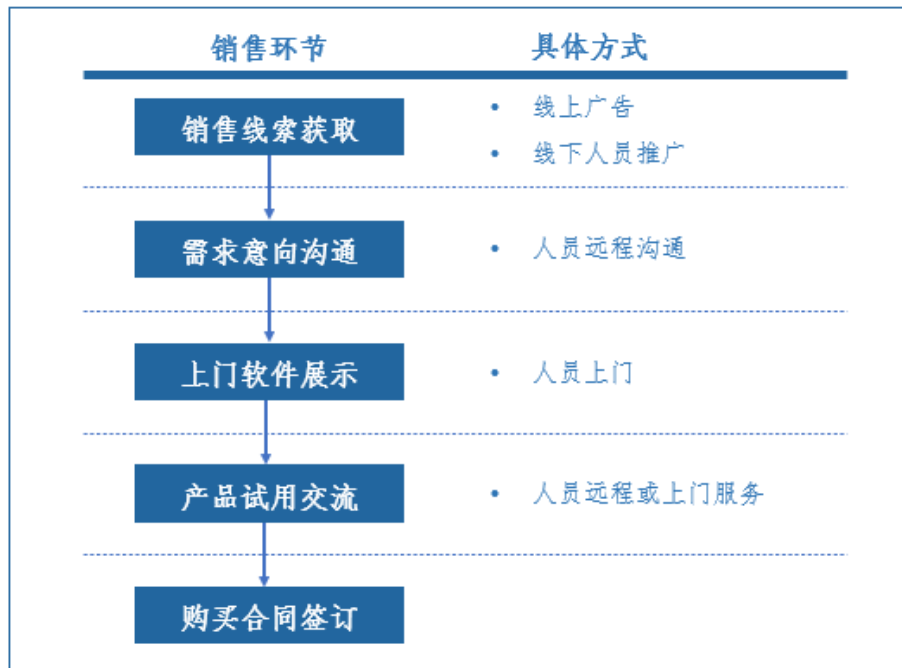 销售环节 具体方式
销售线索获取
• 线上广告
• 线下人员推广
需求意向沟通
• 人员远程沟通
上门软件展示
• 人员上门
产品试用交流
• 人员远程或上门服务
购买合同签订